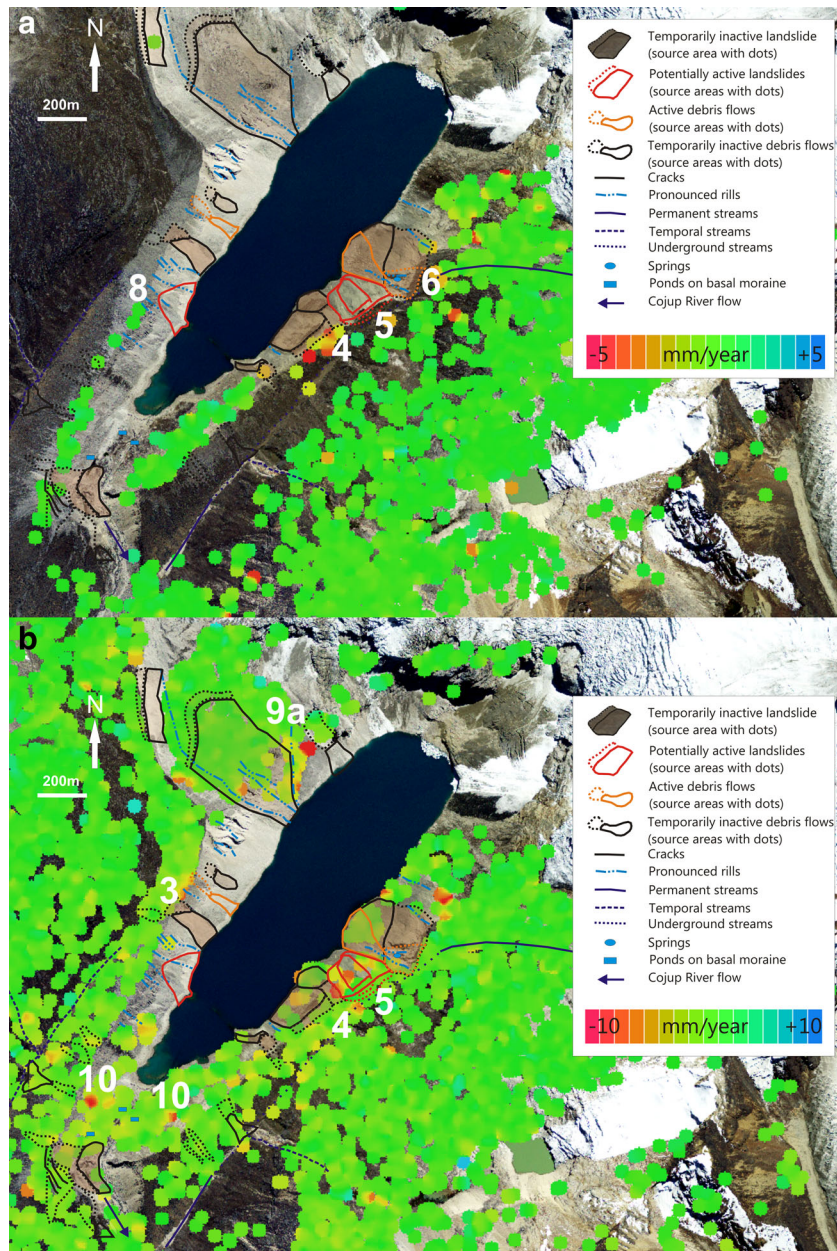 a
N
200m
8
6
5
4
Temporarily inactive landslide
(source area with dots)
Potentially active landslides
(source areas with dots)
Active debris flows
(source areas with dots)
Temporarily inactive debris flows
(source areas with dots)
Cracks
Pronounced rills
Permanent streams
Temporal streams
Underground streams
Springs
Ponds on basal moraine
Cojup River flow
-5 mm/year +5
b
N
200m
9a
3
5
4
10
10
Temporarily inactive landslide
(source area with dots)
Potentially active landslides
(source areas with dots)
Active debris flows
(source areas with dots)
Temporarily inactive debris flows
(source areas with dots)
Cracks
Pronounced rills
Permanent streams
Temporal streams
Underground streams
Springs
Ponds on basal moraine
Cojup River flow
-10 mm/year +10